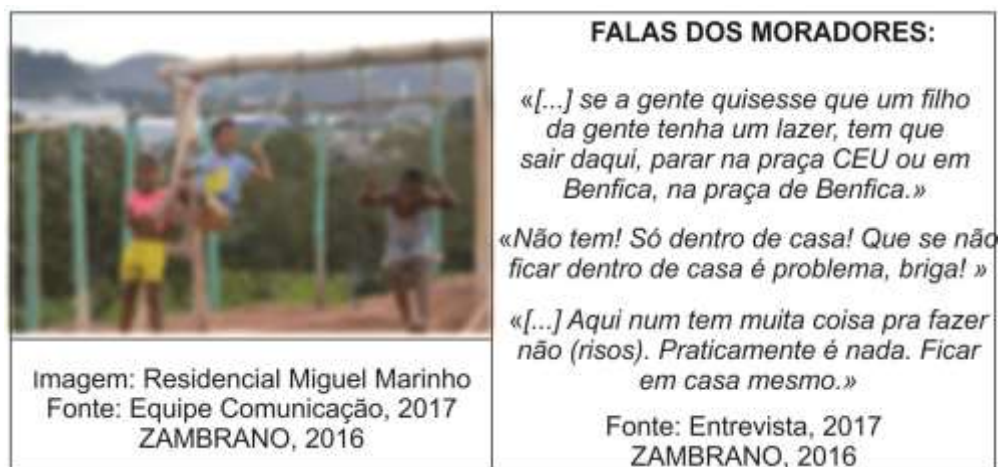 Imagem: Residencial Miguel Marinho
Fonte: Equipe Comunicação, 2017
ZAMBRANO, 2016
FALAS DOS MORADORES:
«[...] se a gente quisesse que um filho
da gente tenha um lazer, tem que
sair daqui, parar na praça CEU ou em
Benfica, na praça de Benfica.»
«Não tem! Só dentro de casa! Que se não
ficar dentro de casa é problema, briga! »
«[...] Aqui num tem muita coisa pra fazer
não (risos). Praticamente é nada. Ficar
em casa mesmo.»
Fonte: Entrevista, 2017
ZAMBRANO, 2016